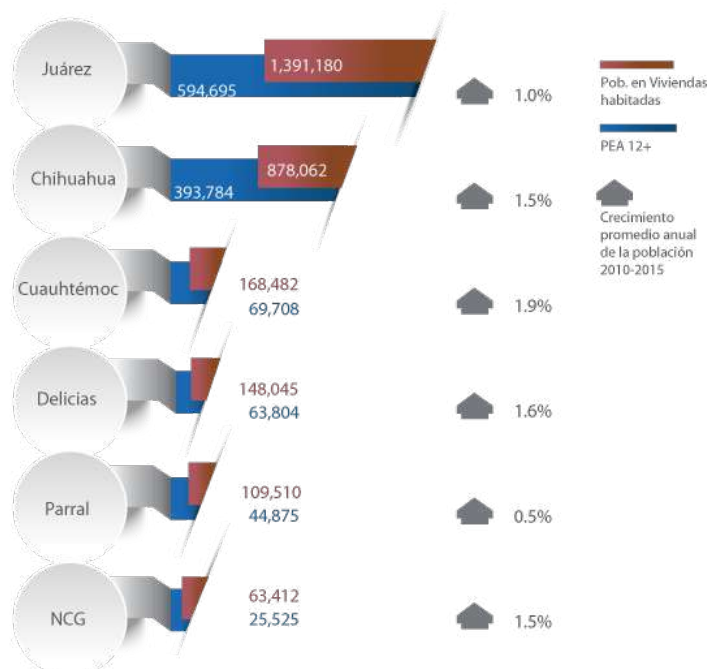 Juárez
1,391,180
594,695
1.0%
Chihuahua
878,062
393,784
1.5%
Cuauhtémoc
168,482
69,708
1.9%
Delicias
148,045
63,804
1.6%
Parral
109,510
44,875
0.5%
NCG
63,412
25,525
1.5%
Pob. en Viviendas
habitadas
PEA 12+
Crecimiento
promedio anual
de la población
2010-2015